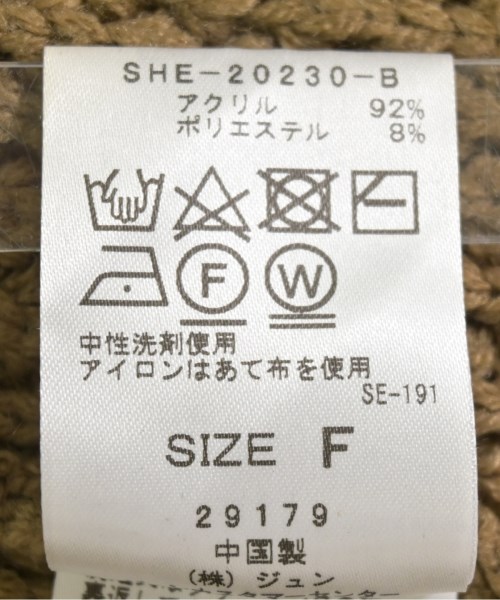 SHE-20230-B
アクリル 92%
ポリエステル 8%
F W
中性洗剤使用
アイロンはあて布を使用
SE-191
SIZE F
29179
中国製
(株) ジュン